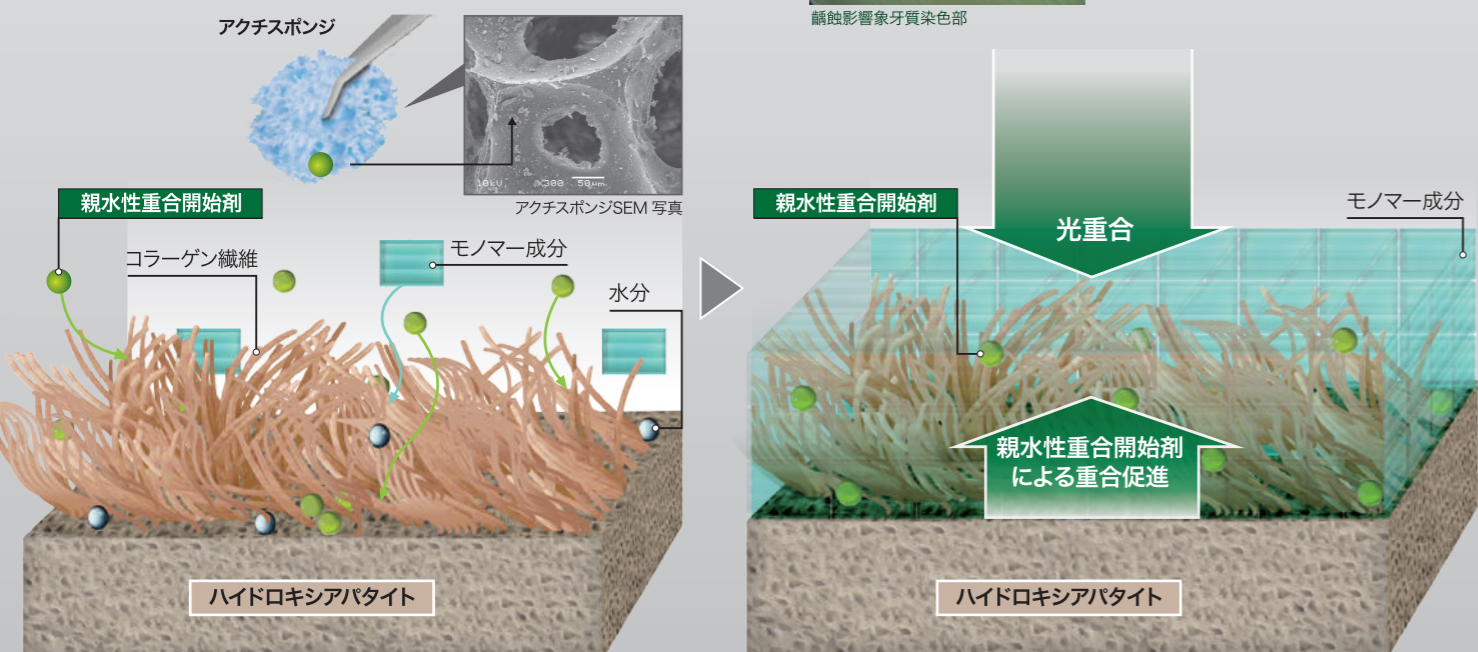 アクチスポンジ
10kV X300 50μm
アクチスポンジSEM 写真
親水性重合開始剤
コラーゲン繊維
モノマー成分
水分
ハイドロキシアパタイト
齲蝕影響象牙質染色部
光重合
親水性重合開始剤
モノマー成分
親水性重合開始剤
による重合促進
ハイドロキシアパタイト